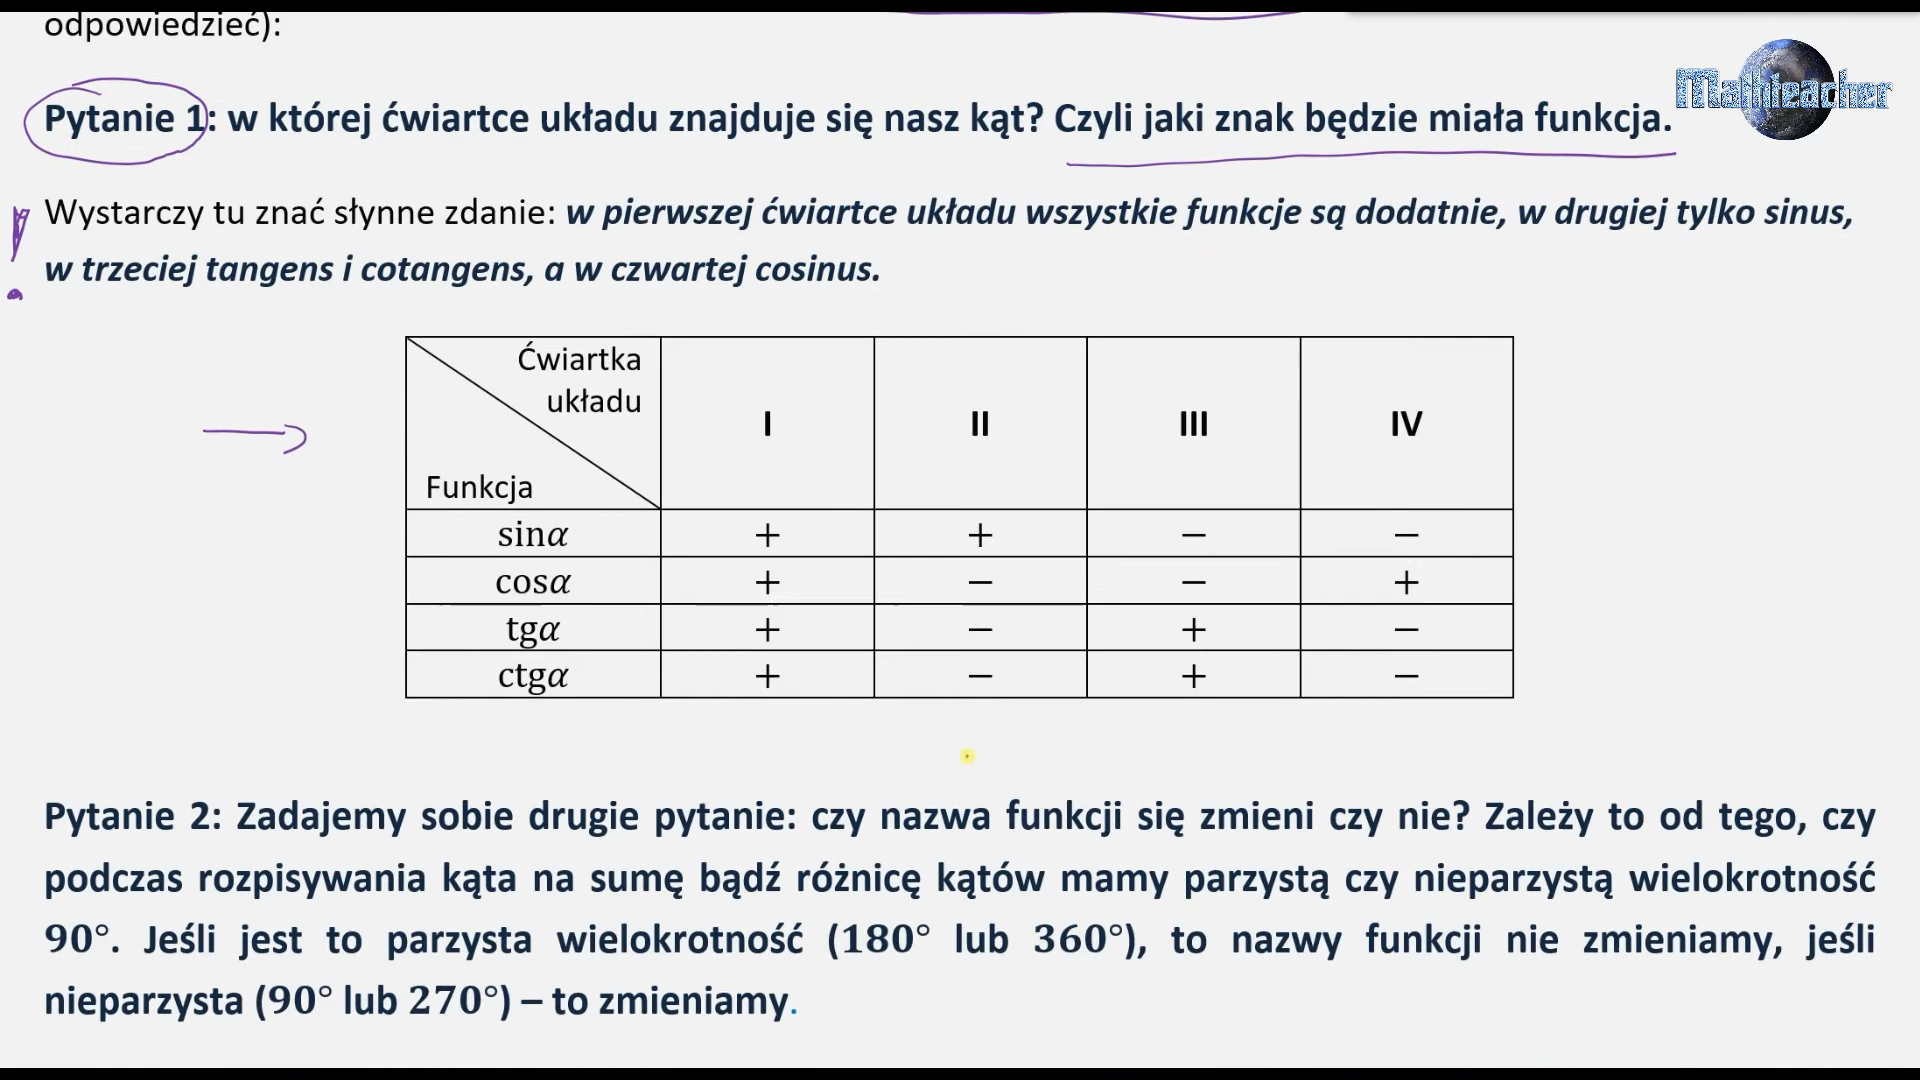 odpowiedzieć):
Mathteacher
Pytanie 1: w której ćwiartce układu znajduje się nasz kąt? Czyli jaki znak będzie miała funkcja.
Wystarczy tu znać słynne zdanie: w pierwszej ćwiartce układu wszystkie funkcje są dodatnie, w drugiej tylko sinus,
w trzeciej tangens i cotangens, a w czwartej cosinus.
Ćwiartka
układu
Funkcja
I II III IV
sinα + + − −
cosα + − − +
tgα + − + −
ctgα + − + −
Pytanie 2: Zadajemy sobie drugie pytanie: czy nazwa funkcji się zmieni czy nie? Zależy to od tego, czy
podczas rozpisywania kąta na sumę bądź różnicę kątów mamy parzystą czy nieparzystą wielokrotność
90°. Jeśli jest to parzysta wielokrotność (180° lub 360°), to nazwy funkcji nie zmieniamy, jeśli
nieparzysta (90° lub 270°) – to zmieniamy.